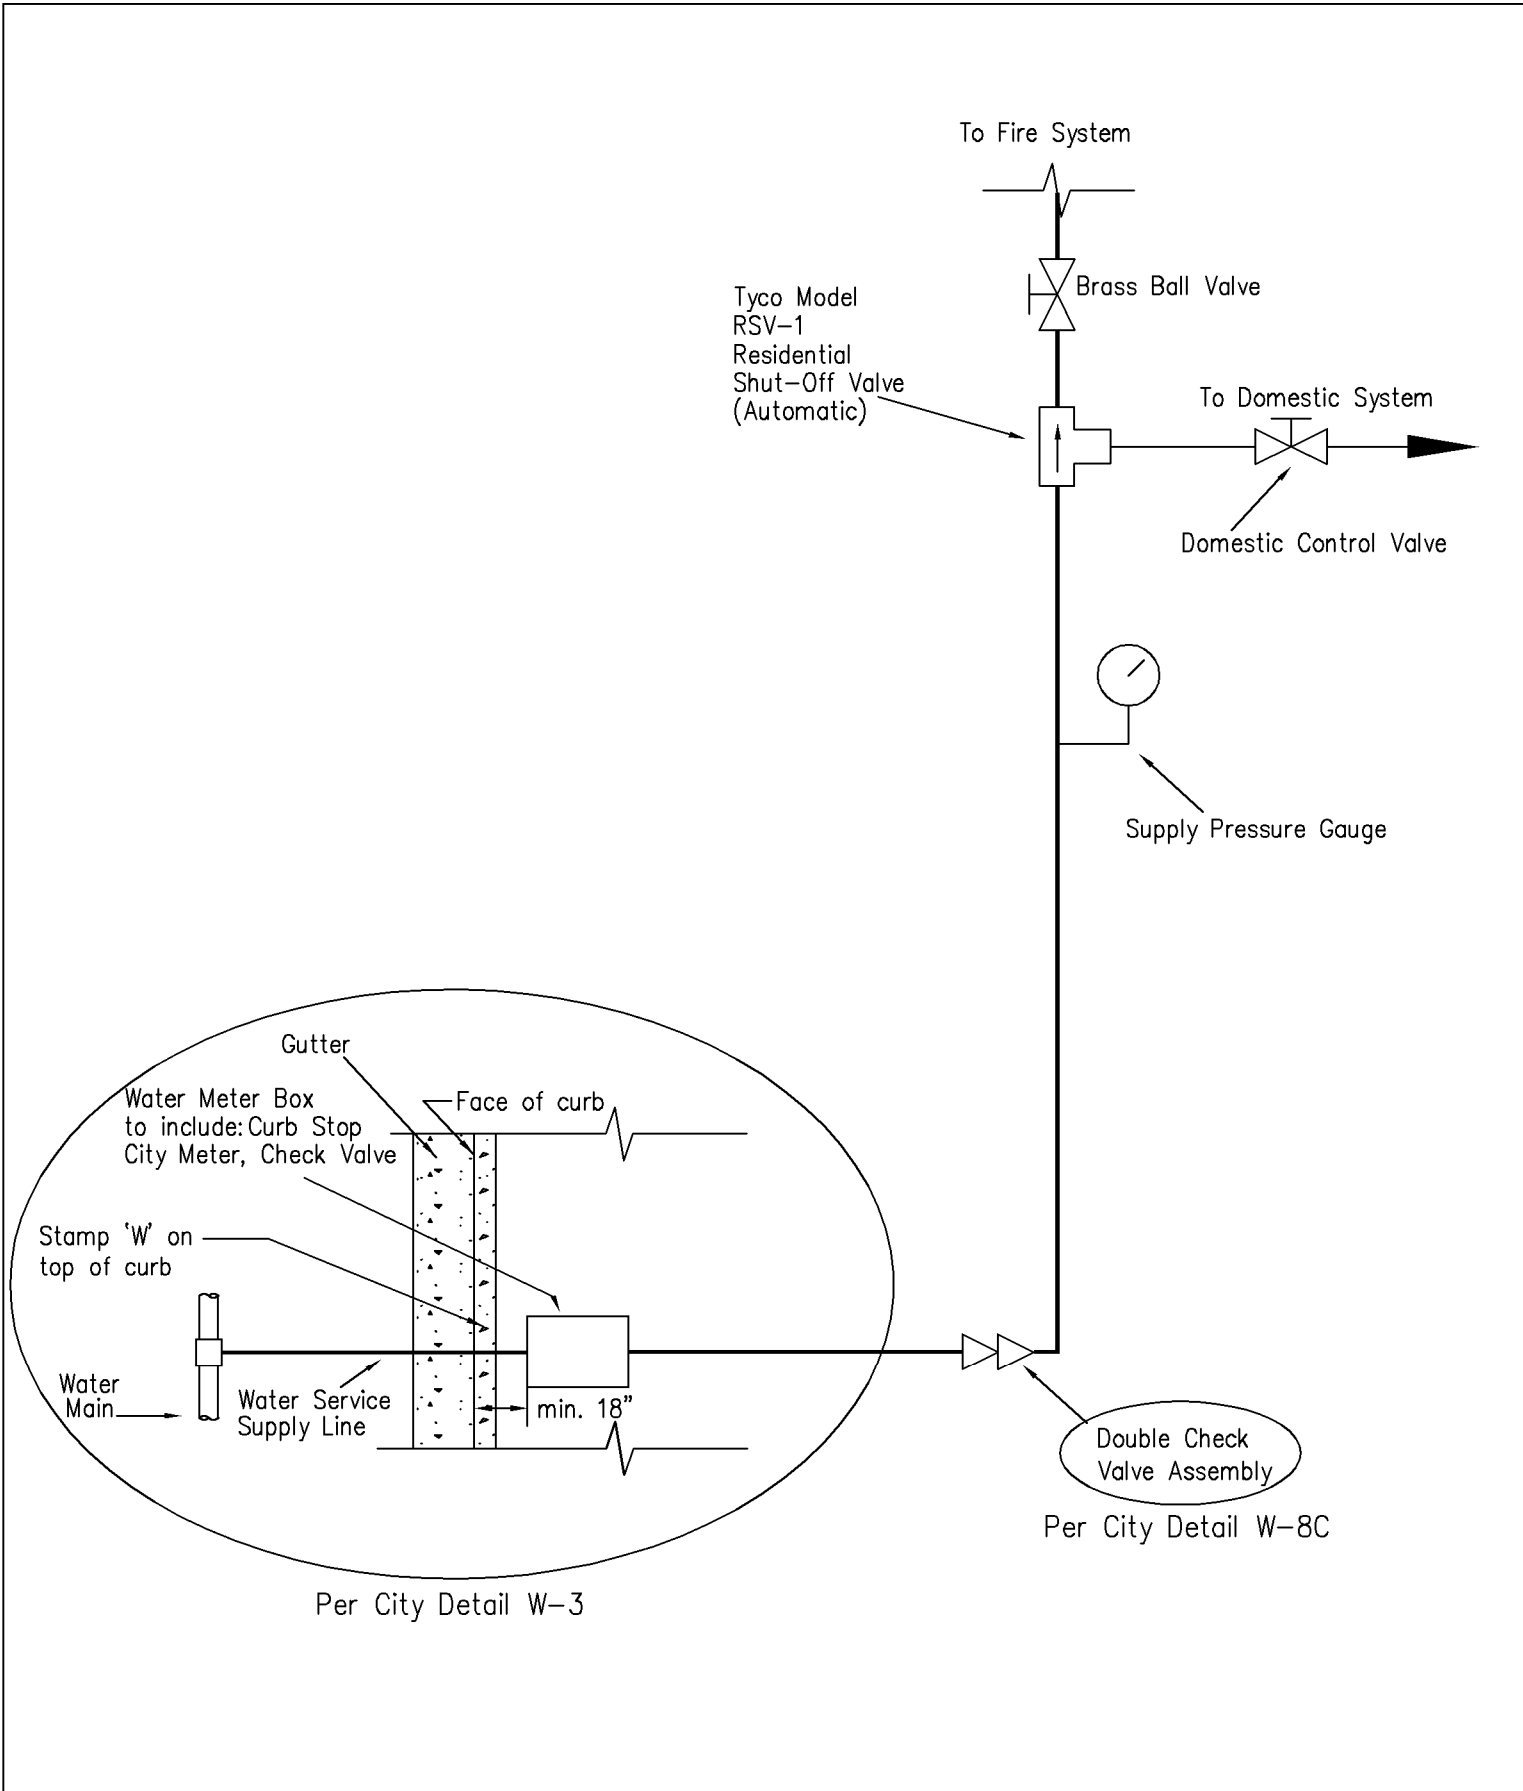 To Fire System
Brass Ball Valve
Tyco Model
RSV-1
Residential
Shut-Off Valve
(Automatic)
To Domestic System
Domestic Control Valve
Supply Pressure Gauge
Gutter
Water Meter Box
to include: Curb Stop
City Meter, Check Valve
Face of curb
Stamp 'W' on
top of curb
Water
Main
Water Service
Supply Line
min. 18"
Double Check
Valve Assembly
Per City Detail W-8C
Per City Detail W-3